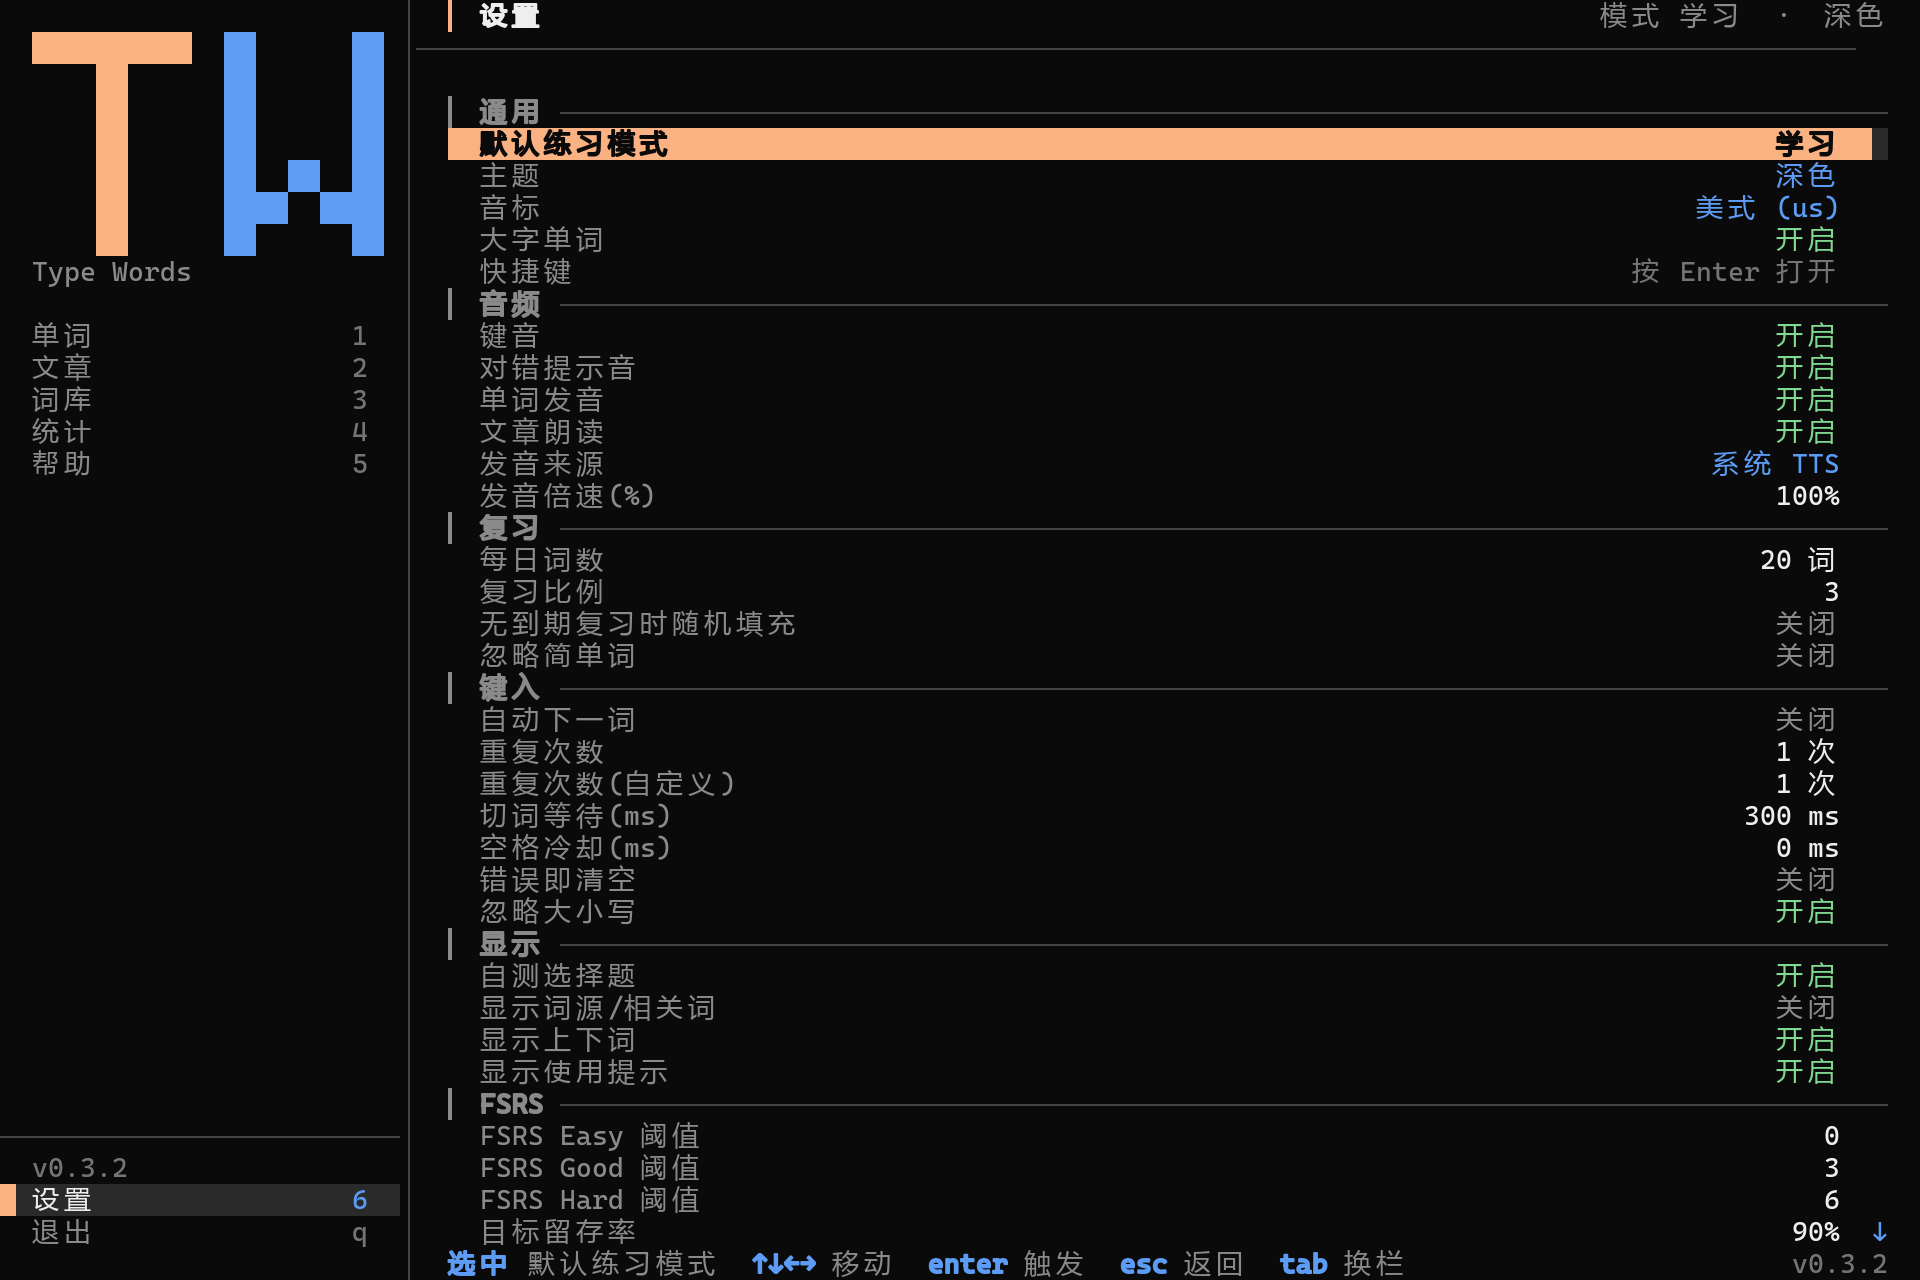 TW
Type Words
单词 1
文章 2
词库 3
统计 4
帮助 5
v0.3.2
设置 6
退出 q
设置 模式 学习 · 深色
通用
默认练习模式 学习
主题 深色
音标 美式 (us)
大字单词 开启
快捷键 按 Enter 打开
音频
键音 开启
对错提示音 开启
单词发音 开启
文章朗读 开启
发音来源 系统 TTS
发音倍速(%) 100%
复习
每日词数 20 词
复习比例 3
无到期复习时随机填充 关闭
忽略简单词 关闭
键入
自动下一词 关闭
重复次数 1 次
重复次数(自定义) 1 次
切词等待(ms) 300 ms
空格冷却(ms) 0 ms
错误即清空 关闭
忽略大小写 开启
显示
自测选择题 开启
显示词源/相关词 关闭
显示上下词 开启
显示使用提示 开启
FSRS
FSRS Easy 阈值 0
FSRS Good 阈值 3
FSRS Hard 阈值 6
目标留存率 90% ↓
选中 默认练习模式 ↑↓←→ 移动 enter 触发 esc 返回 tab 换栏 v0.3.2